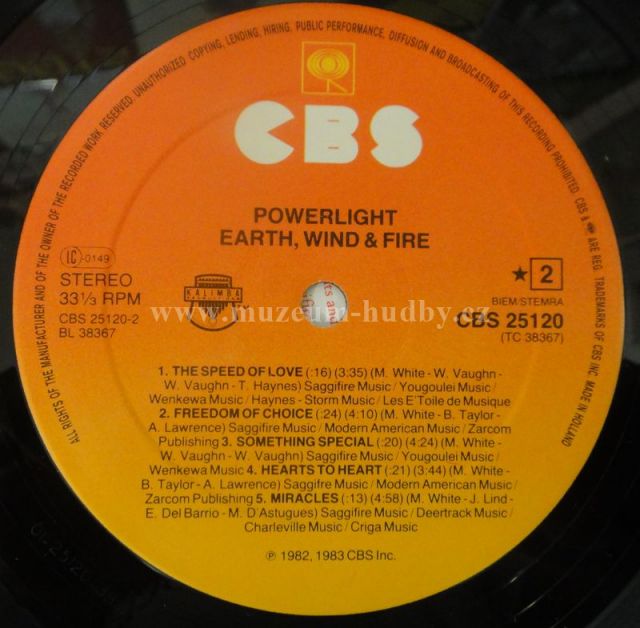 ALL RIGHTS OF THE MANUFACTURER AND OF THE OWNER OF THE RECORDED WORK RESERVED. UNAUTHORIZED COPYING, LENDING, HIRING, PUBLIC PERFORMANCE, DIFFUSION AND BROADCASTING OF THIS RECORDING PROHIBITED. CBS & ARE REG. TRADEMARKS OF CBS INC. MADE IN HOLLAND
CBS
POWERLIGHT
EARTH, WIND & FIRE
LC-0149
STEREO
33 1/3 RPM
CBS 25120-2
BL 38367
KALIMBA
its and
★ 2
BIEM/STEMRA
CBS 25120
(TC 38367)
www.muzeum-hudby.cz
1. THE SPEED OF LOVE (:16) (3:35) (M. White - W. Vaughn -
W. Vaughn - T. Haynes) Saggifire Music / Yougoulei Music /
Wenkewa Music / Haynes - Storm Music / Les E'Toile de Musique
2. FREEDOM OF CHOICE (:24) (4:10) (M. White - B. Taylor -
A. Lawrence) Saggifire Music / Modern American Music / Zarcom
Publishing 3. SOMETHING SPECIAL (:20) (4:24) (M. White -
W. Vaughn - W. Vaughn) Saggifire Music / Yougoulei Music /
Wenkewa Music 4. HEARTS TO HEART (:21) (3:44) (M. White -
B. Taylor - A. Lawrence) Saggifre Music / Modern American Music /
Zarcom Publishing 5. MIRACLES (:13) (4:58) (M. White - J. Lind -
E. Del Barrio - M. D'Astugues) Saggifire Music / Deertrack Music /
Charleville Music / Criga Music
℗ 1982, 1983 CBS Inc.